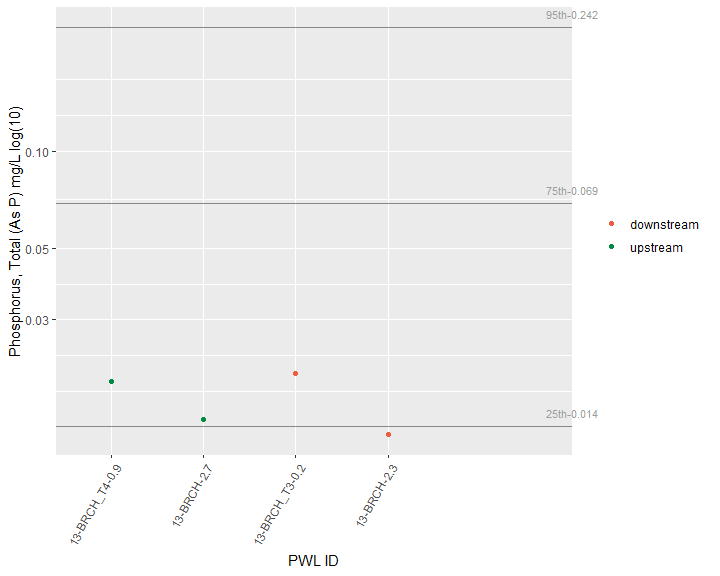 Phosphorus, Total (As P) mg/L log(10)
0.10
0.05
0.03
95th-0.242
75th-0.069
25th-0.014
13-BRCH_T4-0.9
13-BRCH-2.7
13-BRCH_T3-0.2
13-BRCH-2.3
PWL ID
downstream
upstream